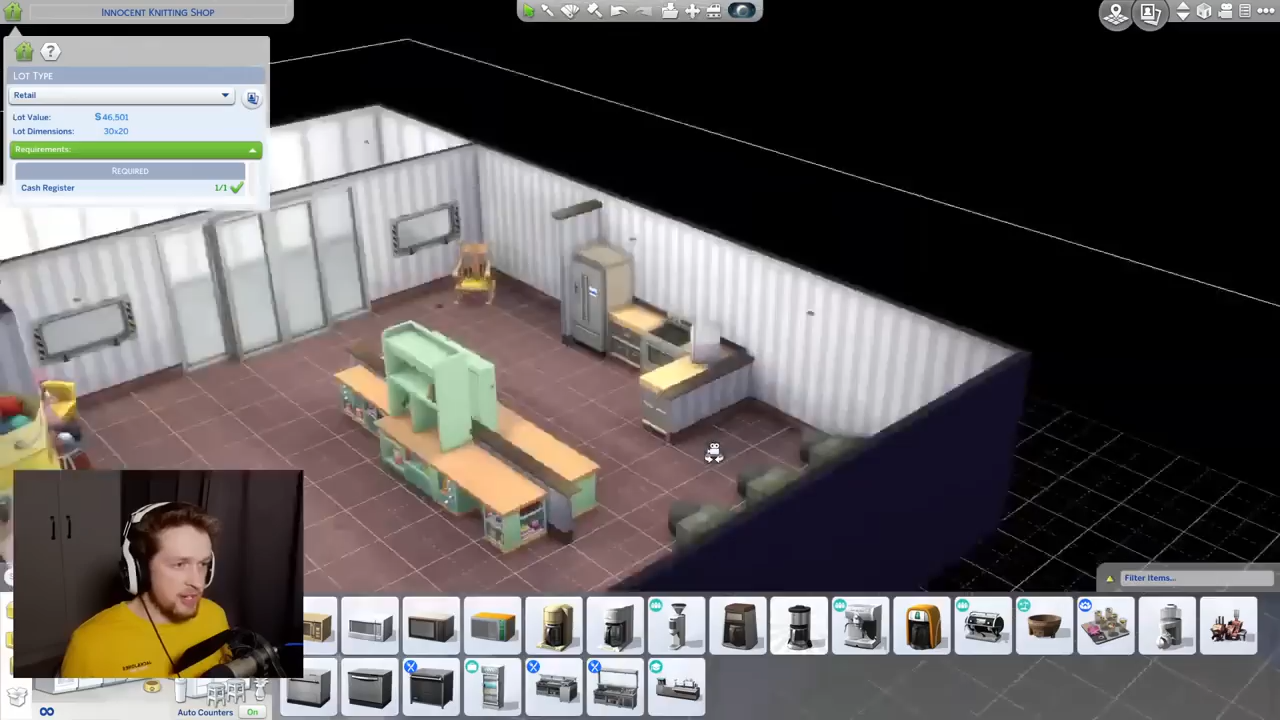 INNOCENT KNITTING SHOP
LOT TYPE
Retail
Lot Value: §46,501
Lot Dimensions: 30x20
Requirements:
REQUIRED
Cash Register 1/1
Filter Items...
Auto Counters On